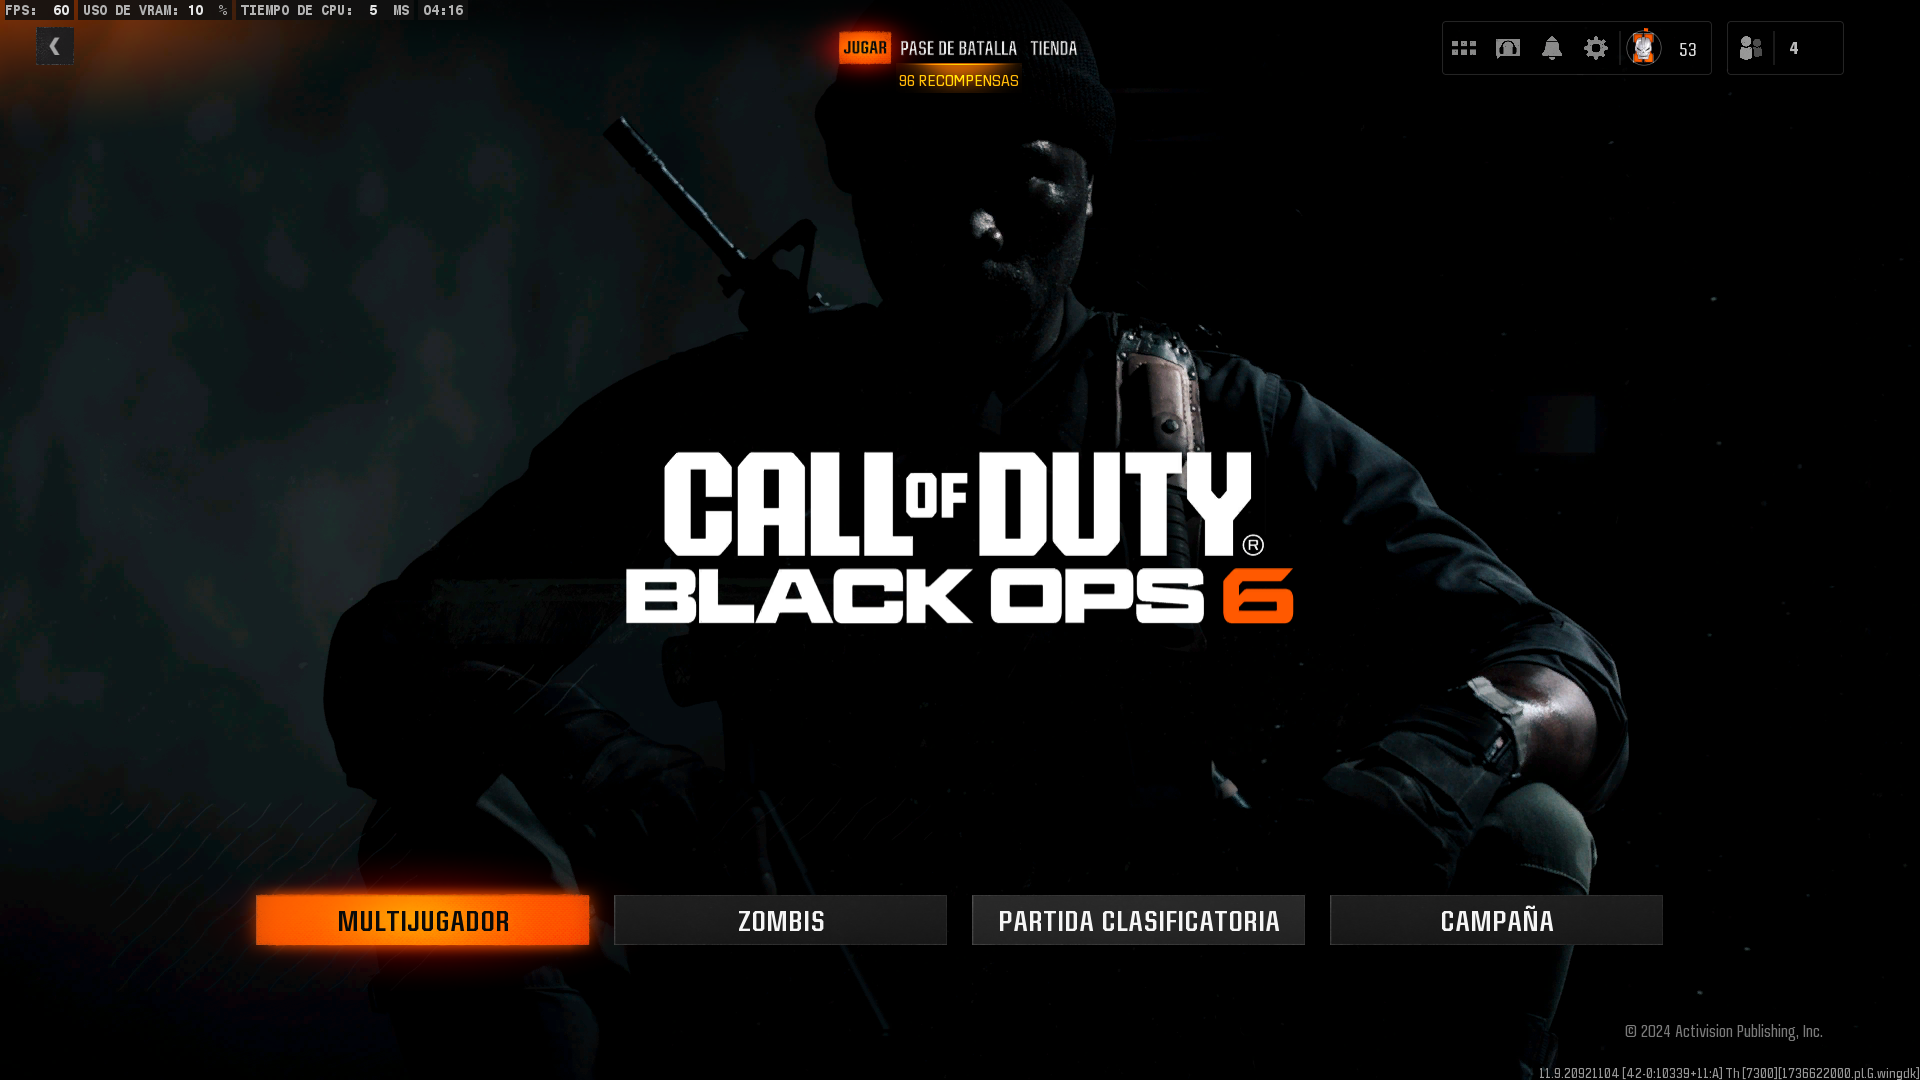 FPS: 60 USO DE VRAM: 10 % TIEMPO DE CPU: 5 MS 04:16
JUGAR PASE DE BATALLA TIENDA
96 RECOMPENSAS
53
4
CALL OF DUTY®
BLACK OPS 6
MULTIJUGADOR
ZOMBIS
PARTIDA CLASIFICATORIA
CAMPAÑA
© 2024 Activision Publishing, Inc.
11.9.20921104 [42-0:10339+11:A] Th [7300][1736622000.pl.G.wingdk]